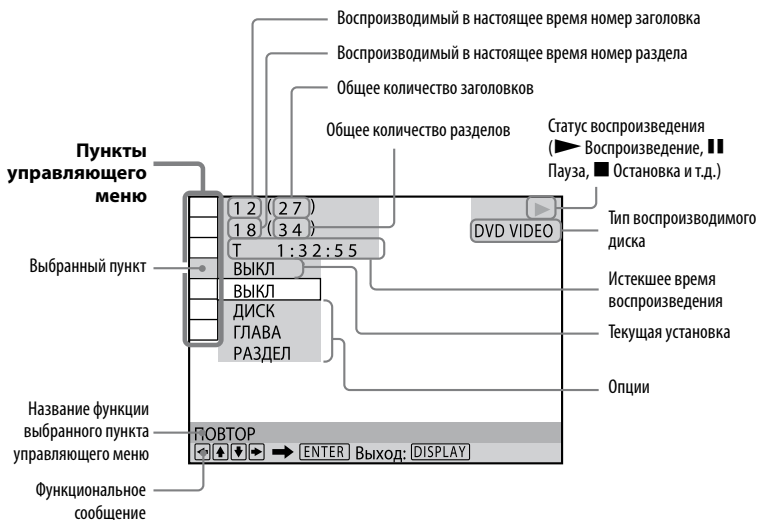 Воспроизводимый в настоящее время номер заголовка
Воспроизводимый в настоящее время номер раздела
Общее количество заголовков
Общее количество разделов
Статус воспроизведения
(▶ Воспроизведение, ▮▮
Пауза, ■ Остановка и т.д.)
Пункты
управляющего
меню
12 (27)
18 (34)
T 1:32:55
▶
DVD VIDEO
Тип воспроизводимого
диска
Выбранный пункт
ВЫКЛ
ВЫКЛ
ДИСК
ГЛАВА
РАЗДЕЛ
Истекшее время
воспроизведения
Текущая установка
Опции
Название функции
выбранного пункта
управляющего меню
ПОВТОР
←↑↓→ ➡ ENTER Выход: DISPLAY
Функциональное
сообщение